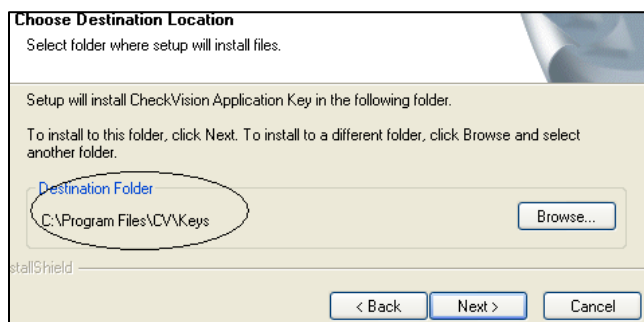 Choose Destination Location
Select folder where setup will install files.
Setup will install CheckVision Application Key in the following folder.
To install to this folder, click Next. To install to a different folder, click Browse and select
another folder.
Destination Folder
C:\Program Files\CV\Keys
Browse...
stallShield
< Back
Next >
Cancel